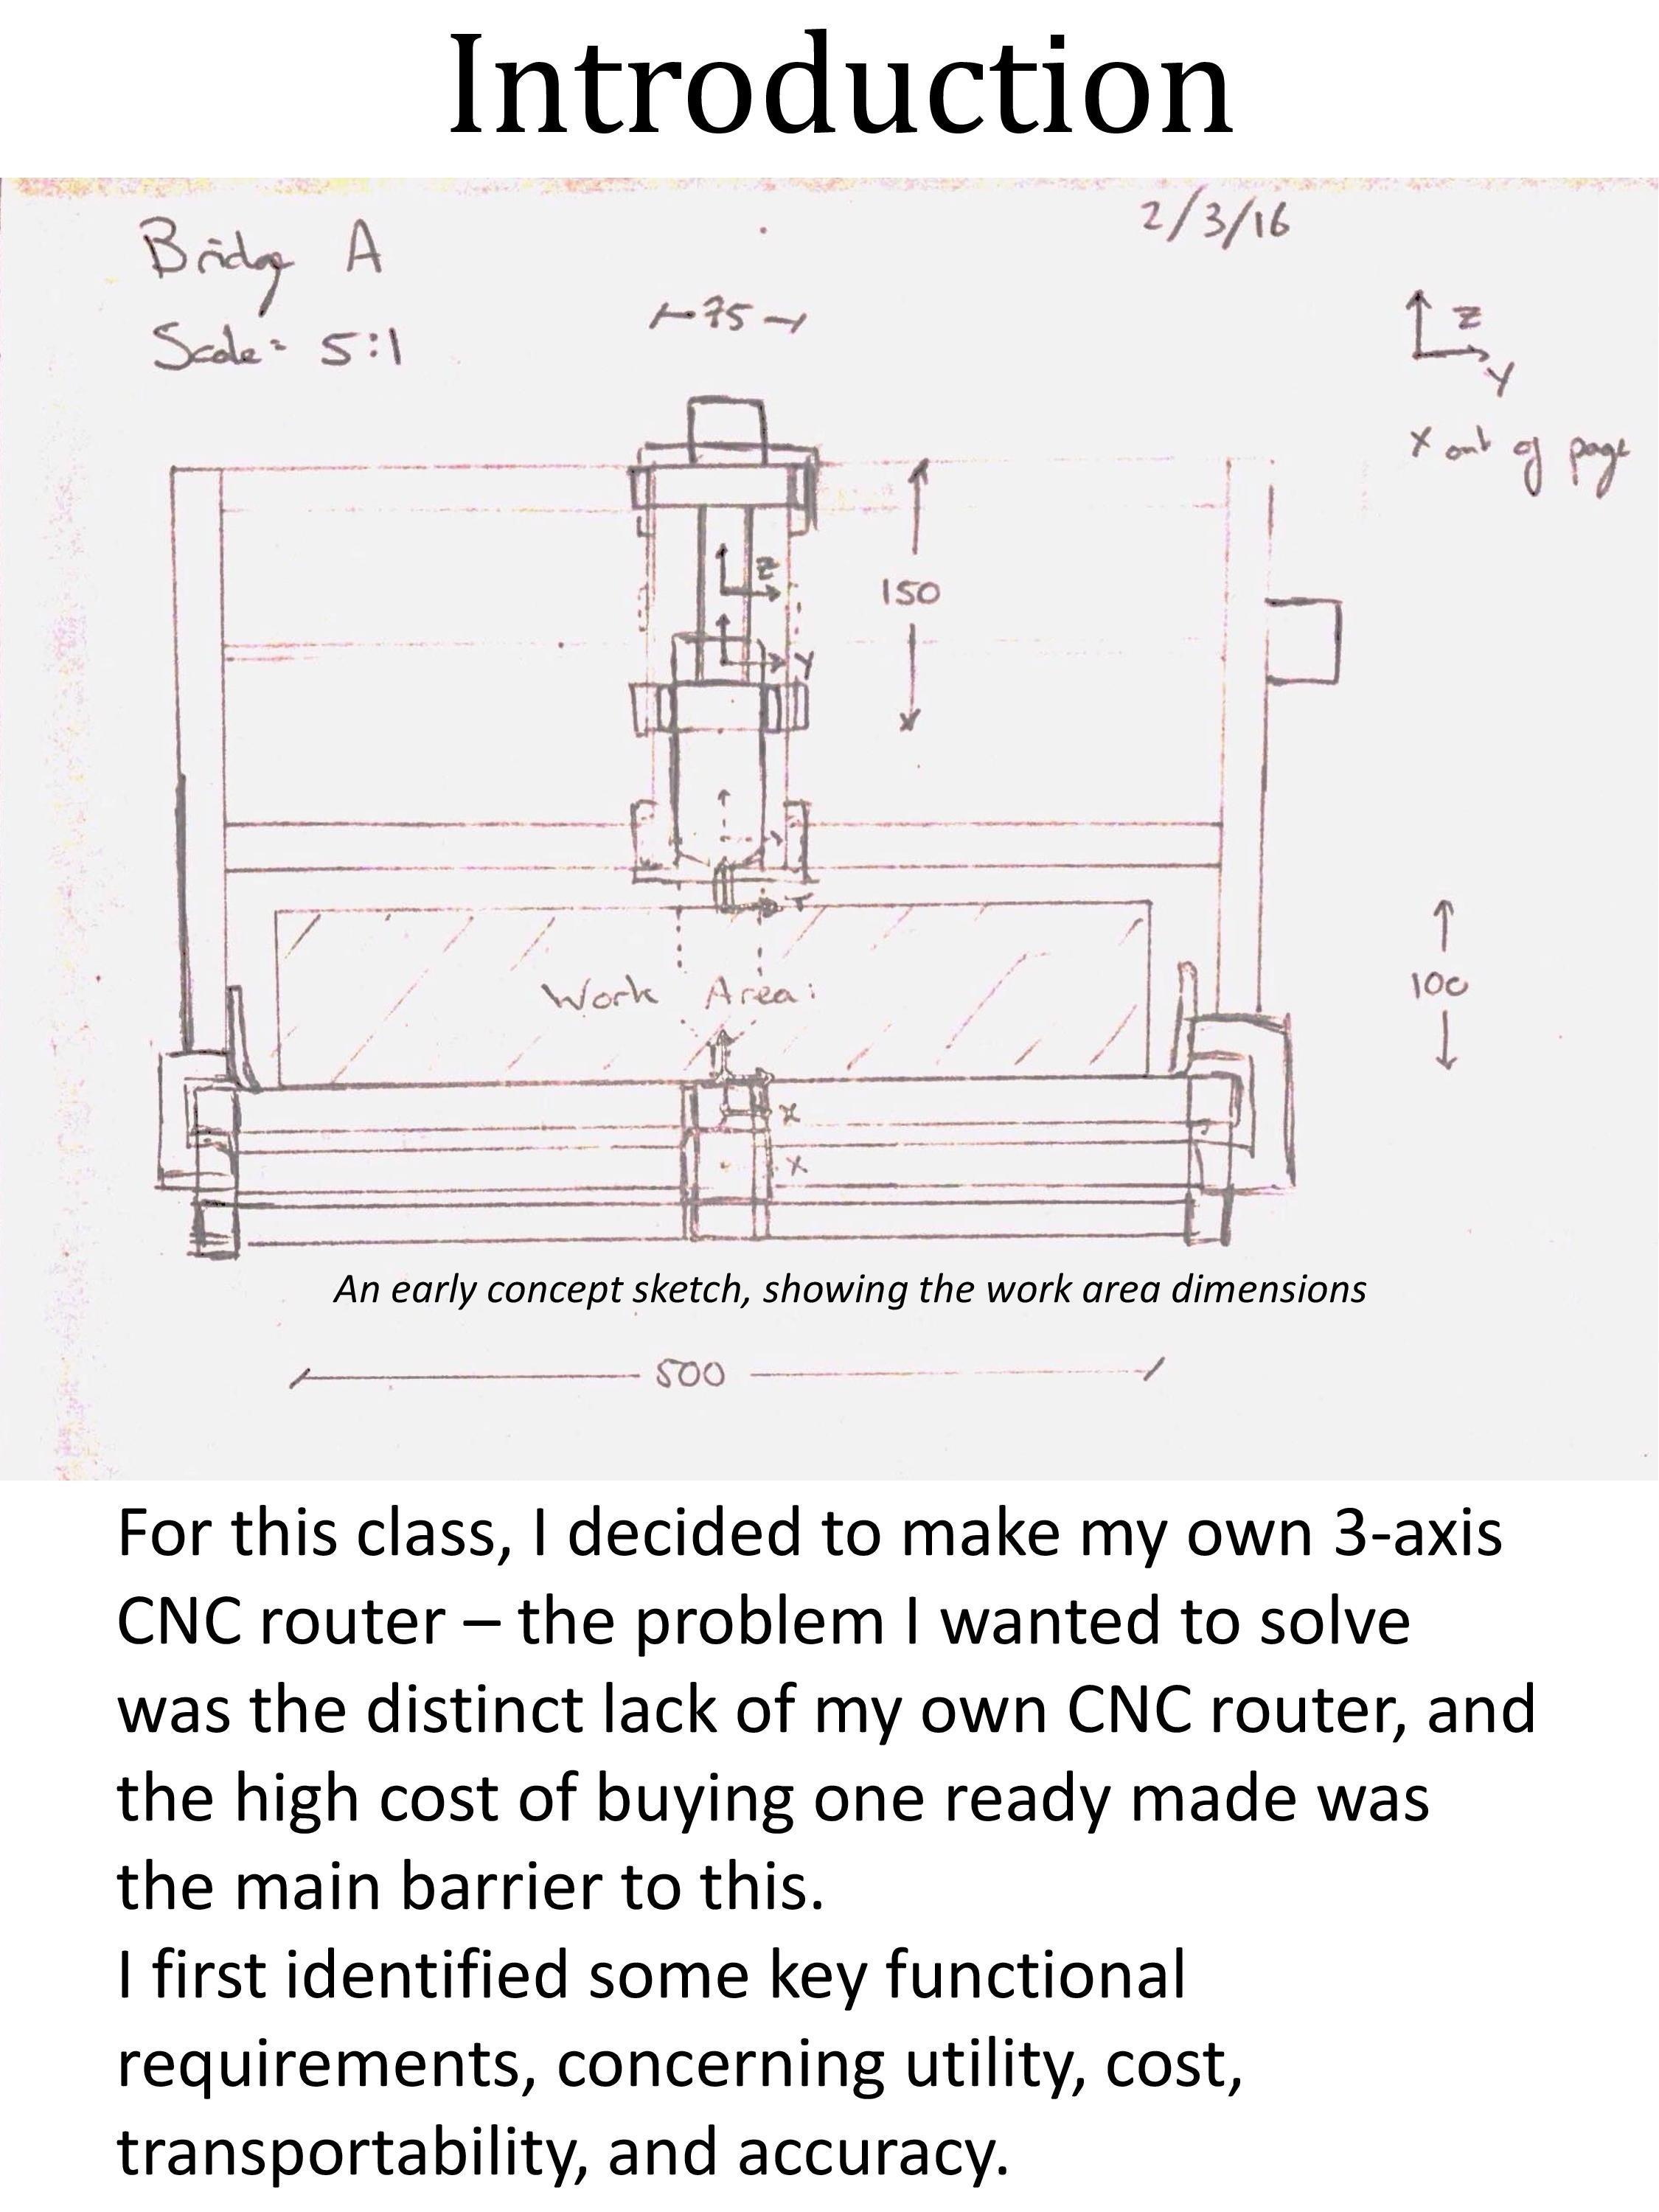 Introduction
Bridge A
2/3/16
Scale= 5:1
75
Z
Y
X out of page
Z
150
Y
Work Area:
100
X
X
An early concept sketch, showing the work area dimensions
500
For this class, I decided to make my own 3-axis
CNC router – the problem I wanted to solve
was the distinct lack of my own CNC router, and
the high cost of buying one ready made was
the main barrier to this.
I first identified some key functional
requirements, concerning utility, cost,
transportability, and accuracy.